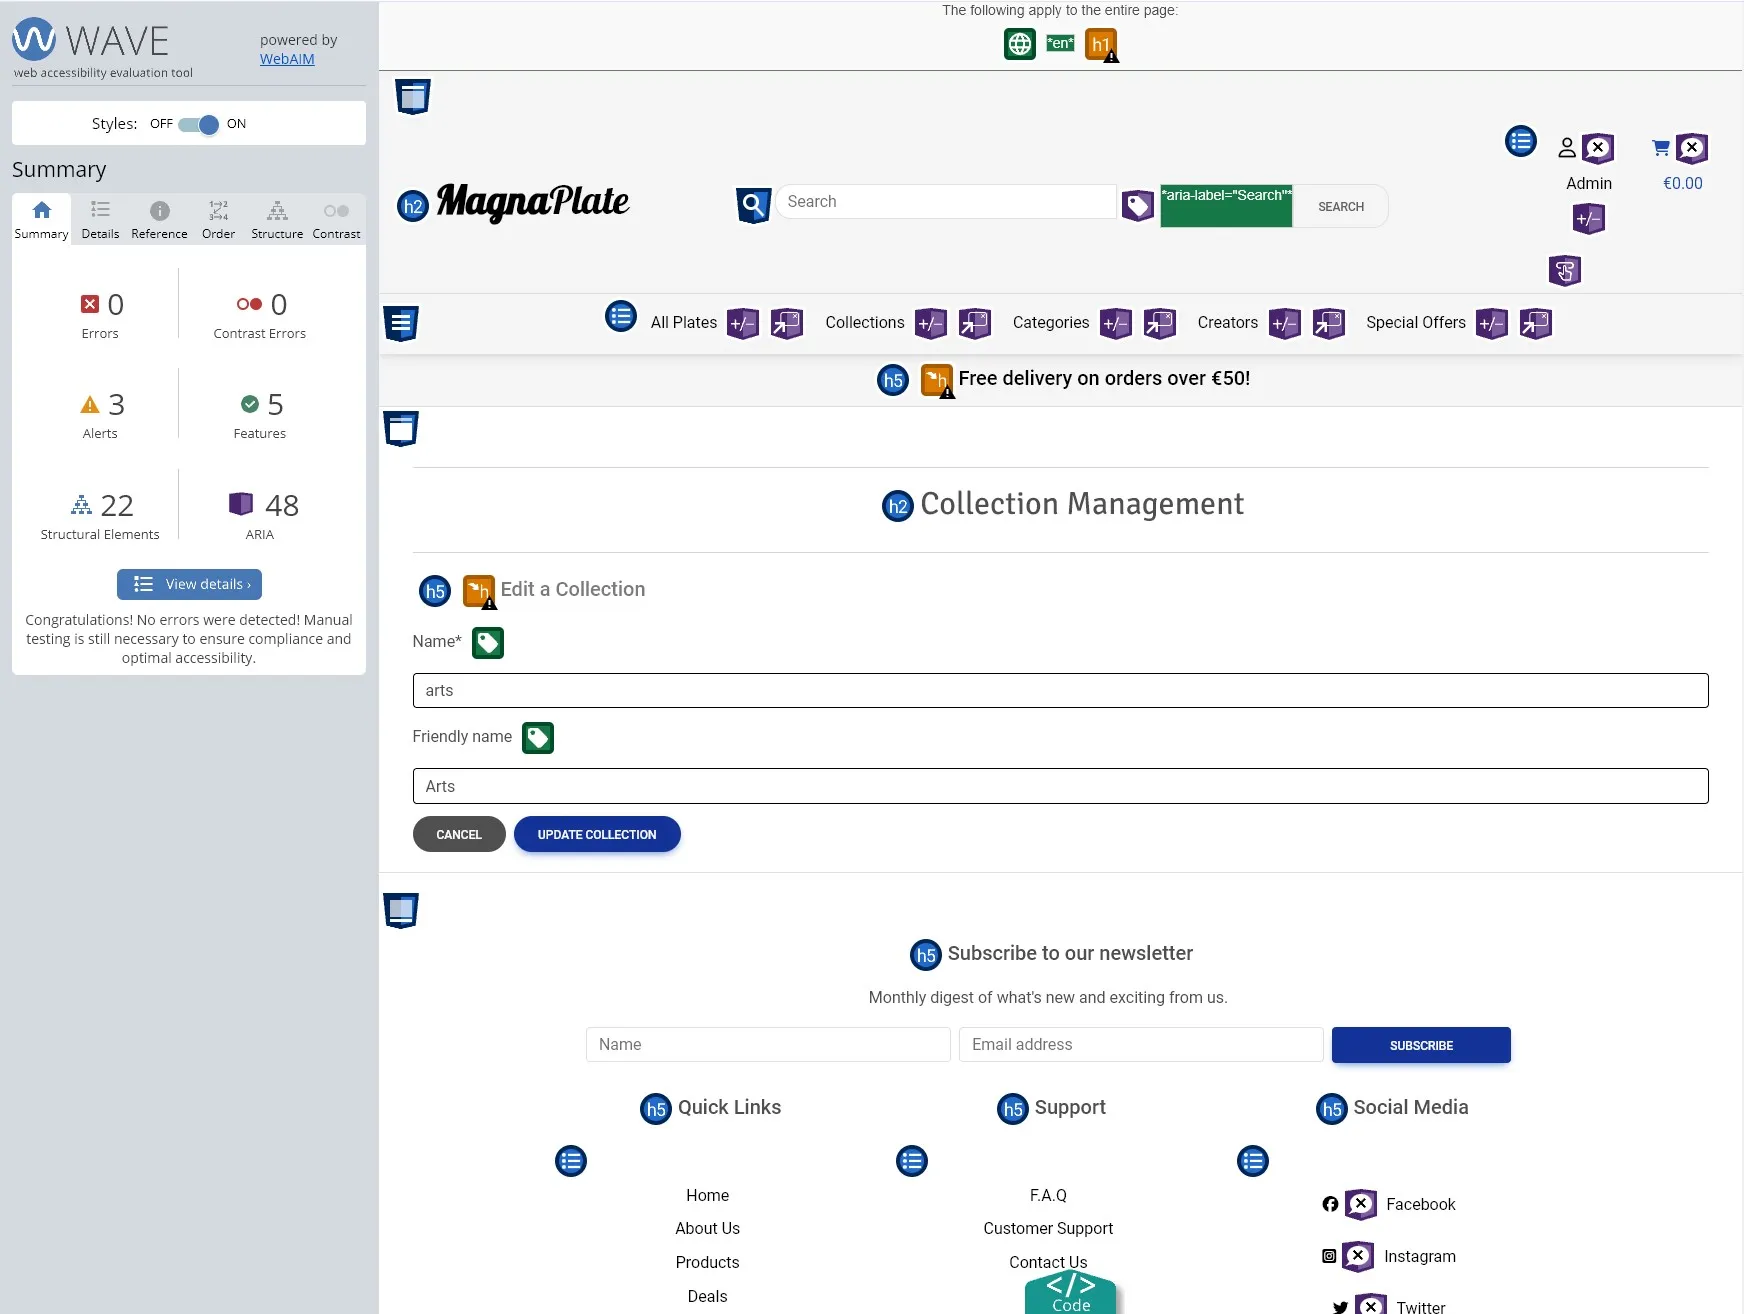 WAVE
web accessibility evaluation tool
powered by
WebAIM
Styles: OFF ON
Summary
Summary Details Reference Order Structure Contrast
0
Errors
0
Contrast Errors
3
Alerts
5
Features
22
Structural Elements
48
ARIA
View details ›
Congratulations! No errors were detected! Manual
testing is still necessary to ensure compliance and
optimal accessibility.
The following apply to the entire page:
*en* h1
h2 MagnaPlate
Search
*aria-label="Search"*
SEARCH
Admin
+/−
€0.00
All Plates +/− Collections +/− Categories +/− Creators +/− Special Offers +/−
h5 h Free delivery on orders over €50!
h2 Collection Management
h5 h Edit a Collection
Name*
arts
Friendly name
Arts
CANCEL UPDATE COLLECTION
h5 Subscribe to our newsletter
Monthly digest of what's new and exciting from us.
Name Email address SUBSCRIBE
h5 Quick Links
Home
About Us
Products
Deals
h5 Support
F.A.Q
Customer Support
Contact Us
h5 Social Media
Facebook
Instagram
Twitter
</>
Code